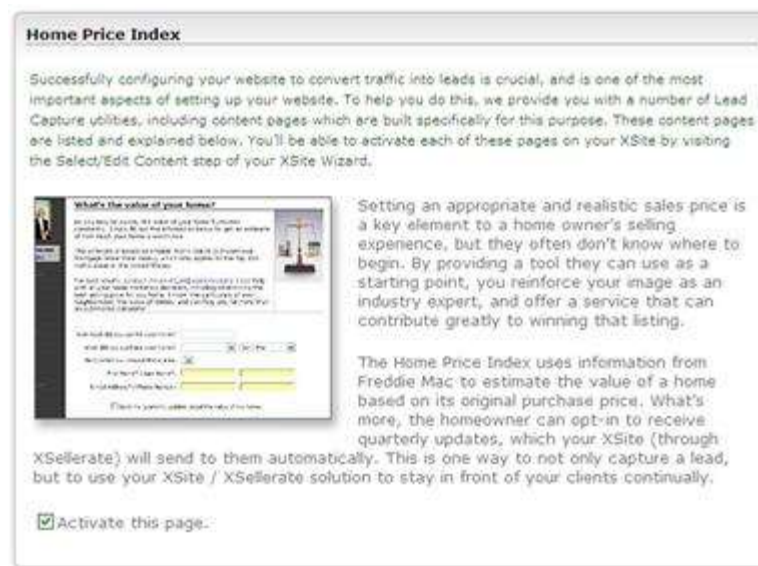 Home Price Index
Successfully configuring your website to convert traffic into leads is crucial, and is one of the most
important aspects of setting up your website. To help you do this, we provide you with a number of Lead
Capture utilities, including content pages which are built specifically for this purpose. These content pages
are listed and explained below. You'll be able to activate each of these pages on your XSite by visiting
the Select/Edit Content step of your XSite Wizard.
What's the value of your home?
Setting an appropriate and realistic sales price is
a key element to a home owner's selling
experience, but they often don't know where to
begin. By providing a tool they can use as a
starting point, you reinforce your image as an
industry expert, and offer a service that can
contribute greatly to winning that listing.
The Home Price Index uses information from
Freddie Mac to estimate the value of a home
based on its original purchase price. What's
more, the homeowner can opt-in to receive
quarterly updates, which your XSite (through
XSellerate) will send to them automatically. This is one way to not only capture a lead,
but to use your XSite / XSellerate solution to stay in front of your clients continually.
Activate this page.